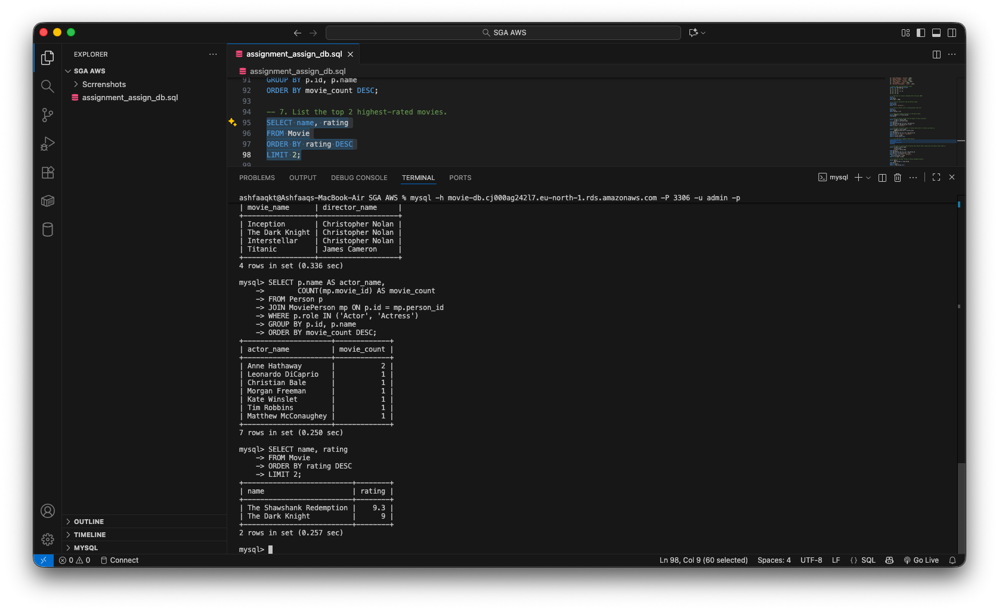 SGA AWS
EXPLORER
SGA AWS
Scrrenshots
assignment_assign_db.sql
OUTLINE
TIMELINE
MYSQL
assignment_assign_db.sql
assignment_assign_db.sql
91 GROUP BY p.id, p.name
92 ORDER BY movie_count DESC;
93
94 -- 7. List the top 2 highest-rated movies.
95 SELECT name, rating
96 FROM Movie
97 ORDER BY rating DESC
98 LIMIT 2;
99
PROBLEMS OUTPUT DEBUG CONSOLE TERMINAL PORTS
mysql
ashfaaqkt@Ashfaaqs-MacBook-Air SGA AWS % mysql -h movie-db.cj000ag242l7.eu-north-1.rds.amazonaws.com -P 3306 -u admin -p
| movie_name | director_name |
+----------------+-------------------+
| Inception | Christopher Nolan |
| The Dark Knight | Christopher Nolan |
| Interstellar | Christopher Nolan |
| Titanic | James Cameron |
+----------------+-------------------+
4 rows in set (0.336 sec)
mysql> SELECT p.name AS actor_name,
-> COUNT(mp.movie_id) AS movie_count
-> FROM Person p
-> JOIN MoviePerson mp ON p.id = mp.person_id
-> WHERE p.role IN ('Actor', 'Actress')
-> GROUP BY p.id, p.name
-> ORDER BY movie_count DESC;
+---------------------+-------------+
| actor_name | movie_count |
+---------------------+-------------+
| Anne Hathaway | 2 |
| Leonardo DiCaprio | 1 |
| Christian Bale | 1 |
| Morgan Freeman | 1 |
| Kate Winslet | 1 |
| Tim Robbins | 1 |
| Matthew McConaughey | 1 |
+---------------------+-------------+
7 rows in set (0.250 sec)
mysql> SELECT name, rating
-> FROM Movie
-> ORDER BY rating DESC
-> LIMIT 2;
+--------------------------+--------+
| name | rating |
+--------------------------+--------+
| The Shawshank Redemption | 9.3 |
| The Dark Knight | 9 |
+--------------------------+--------+
2 rows in set (0.257 sec)
mysql>
0 0 Connect
Ln 98, Col 9 (60 selected) Spaces: 4 UTF-8 LF {} SQL Go Live